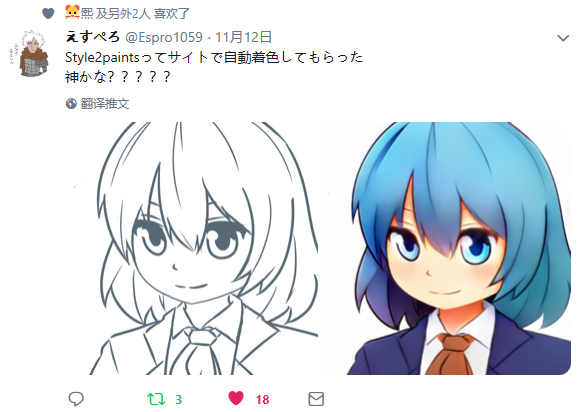 熙 及另外2人 喜欢了
えすぺろ @Espro1059 · 11月12日
Style2paintsってサイトで自動着色してもらった
神かな？？？？？
翻译推文
3 18